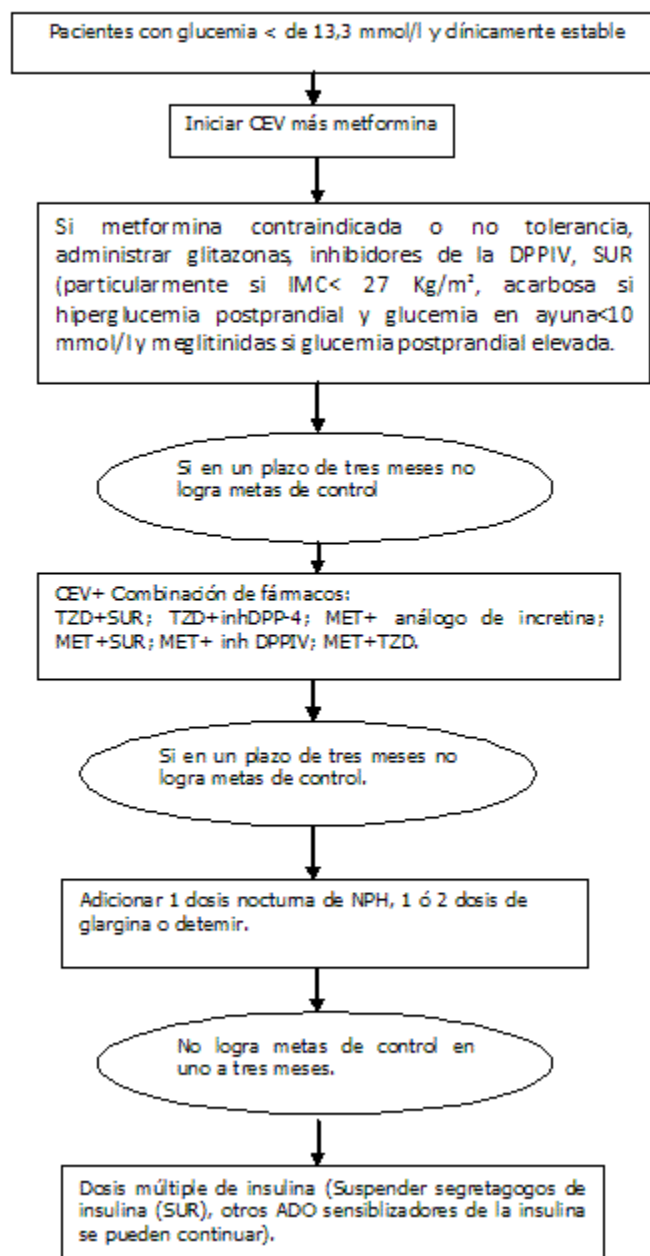 Pacientes con glucemia < de 13,3 mmol/l y clínicamente estable
Iniciar CEV más metformina
Si metformina contraindicada o no tolerancia,
administrar glitazonas, inhibidores de la DPPIV, SUR
(particularmente si IMC< 27 Kg/m², acarbosa si
hiperglucemia postprandial y glucemia en ayuna<10
mmol/l y meglitinidas si glucemia postprandial elevada.
Si en un plazo de tres meses no
logra metas de control
CEV+ Combinación de fármacos:
TZD+SUR; TZD+inhDPP-4; MET+ análogo de incretina;
MET+SUR; MET+ inh DPPIV; MET+TZD.
Si en un plazo de tres meses no
logra metas de control.
Adicionar 1 dosis nocturna de NPH, 1 ó 2 dosis de
glargina o detemir.
No logra metas de control en
uno a tres meses.
Dosis múltiple de insulina (Suspender segretagogos de
insulina (SUR), otros ADO sensiblizadores de la insulina
se pueden continuar).